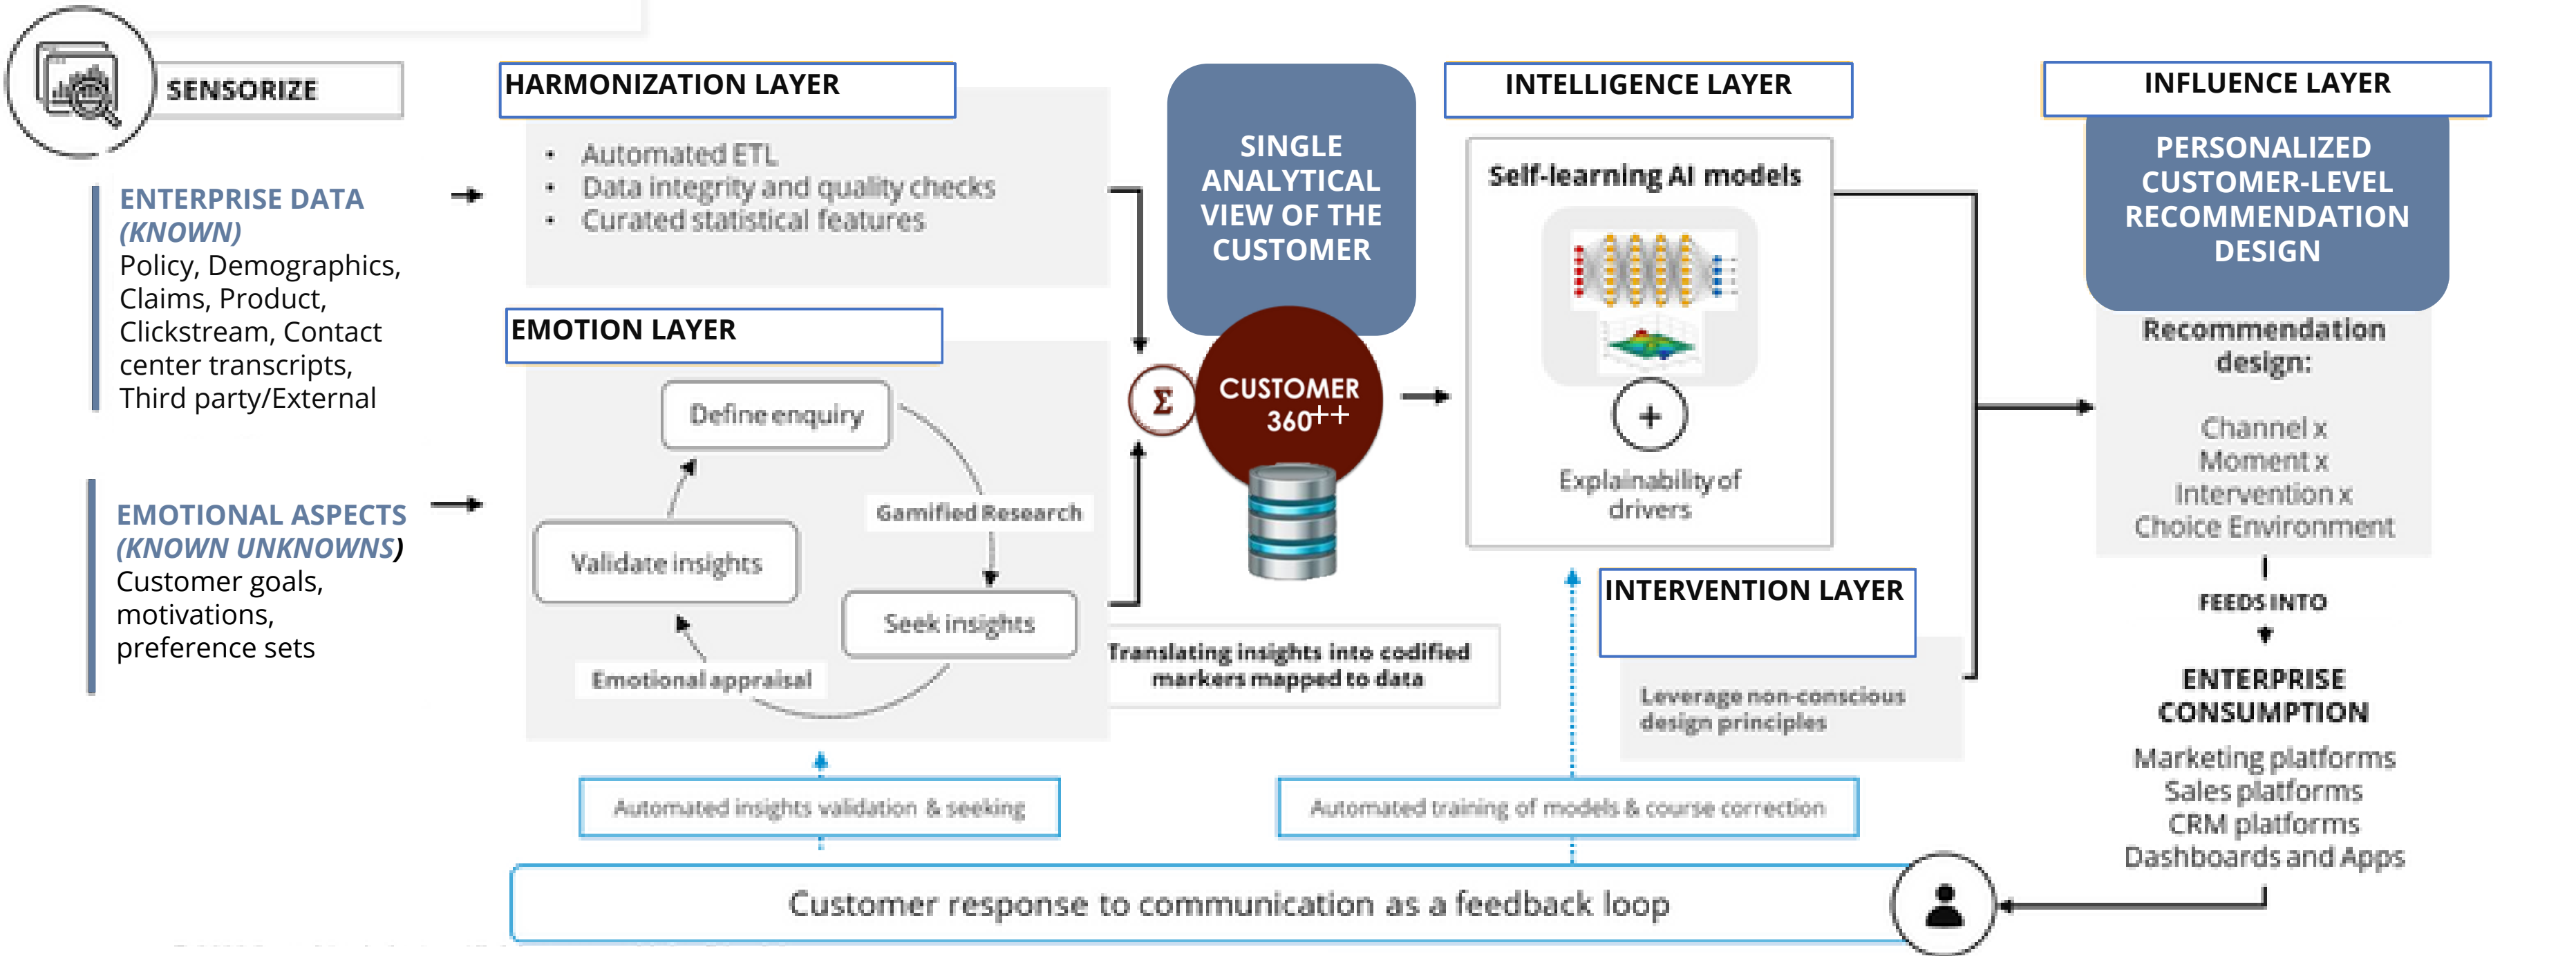 SENSORIZE
ENTERPRISE DATA
(KNOWN)
Policy, Demographics,
Claims, Product,
Clickstream, Contact
center transcripts,
Third party/External
EMOTIONAL ASPECTS
(KNOWN UNKNOWNS)
Customer goals,
motivations,
preference sets
HARMONIZATION LAYER
• Automated ETL
• Data integrity and quality checks
• Curated statistical features
EMOTION LAYER
Define enquiry
Gamified Research
Validate insights
Seek insights
Emotional appraisal
Translating insights into codified
markers mapped to data
SINGLE
ANALYTICAL
VIEW OF THE
CUSTOMER
Σ
CUSTOMER
360++
INTELLIGENCE LAYER
Self-learning AI models
+
Explainability of
drivers
INTERVENTION LAYER
Leverage non-conscious
design principles
INFLUENCE LAYER
PERSONALIZED
CUSTOMER-LEVEL
RECOMMENDATION
DESIGN
Recommendation
design:
Channel x
Moment x
Intervention x
Choice Environment
FEEDS INTO
ENTERPRISE
CONSUMPTION
Marketing platforms
Sales platforms
CRM platforms
Dashboards and Apps
Automated insights validation & seeking
Automated training of models & course correction
Customer response to communication as a feedback loop